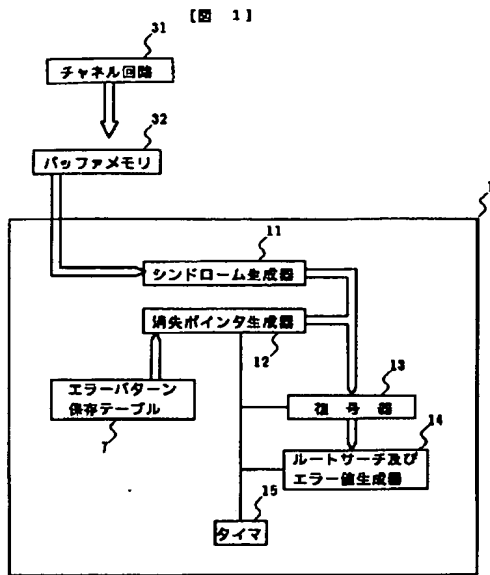 【図 1】
31
チャネル回路
32
バッファメモリ
1
11
シンドローム生成器
消失ポインタ生成器
12
13
エラーパターン
保存テーブル
復号器
14
T
ルートサーチ及び
エラー値生成器
15
タイマ